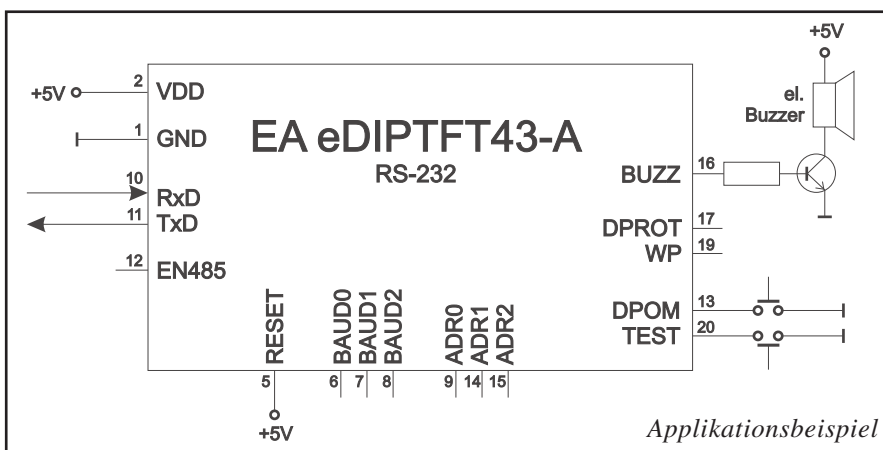 +5V
el.
Buzzer
+5V
2
VDD
1
GND
10
RxD
11
TxD
12
EN485
EA eDIPTFT43-A
RS-232
BUZZ
16
DPROT
17
WP
19
DPOM
13
TEST
20
RESET
BAUD0
BAUD1
BAUD2
ADR0
ADR1
ADR2
5
6
7
8
9
14
15
+5V
Applikationsbeispiel